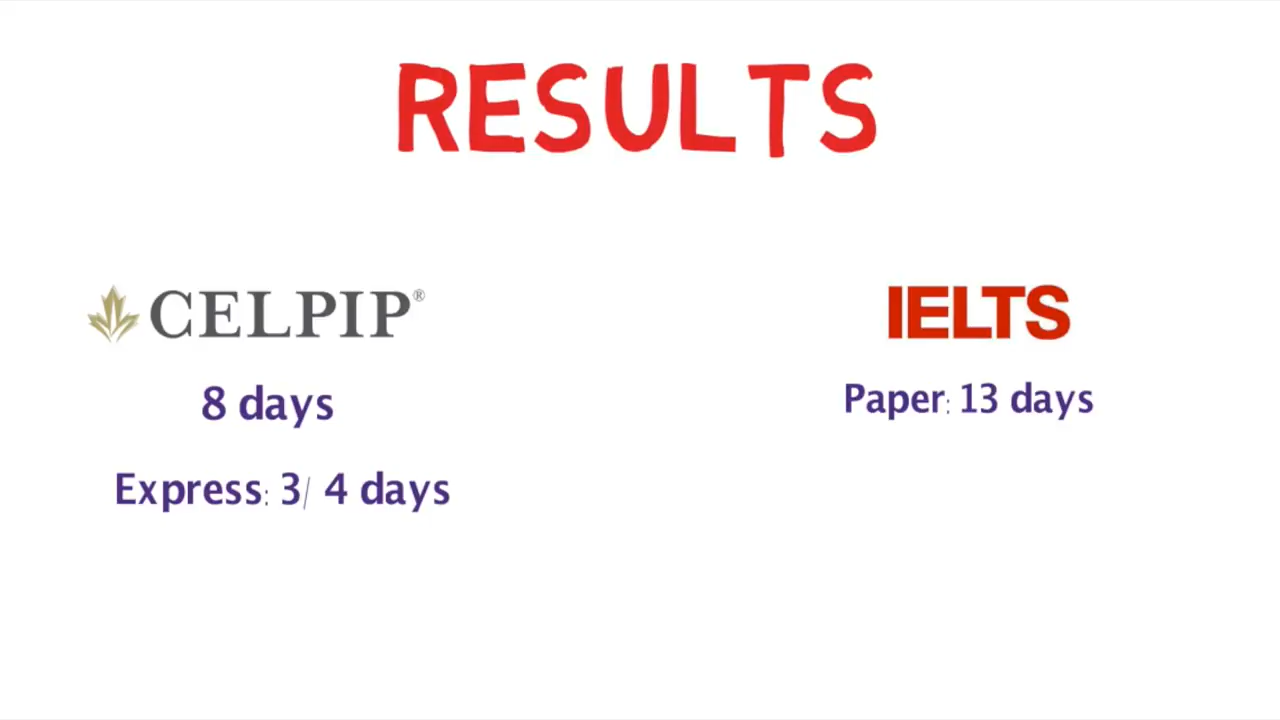 RESULTS
CELPIP®
8 days
Express: 3/ 4 days
IELTS
Paper: 13 days